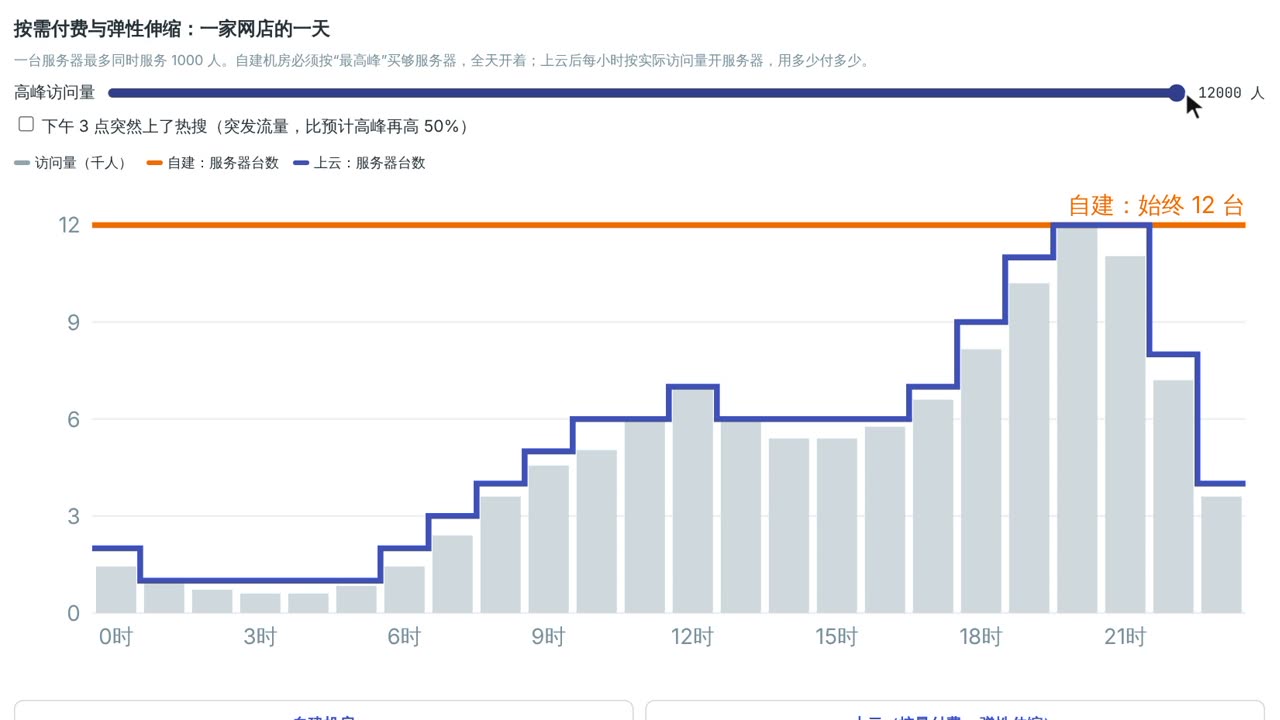 按需付费与弹性伸缩：一家网店的一天
一台服务器最多同时服务 1000 人。自建机房必须按“最高峰”买够服务器，全天开着；上云后每小时按实际访问量开服务器，用多少付多少。
高峰访问量 12000 人
下午 3 点突然上了热搜（突发流量，比预计高峰再高 50%）
访问量（千人） 自建：服务器台数 上云：服务器台数
自建：始终 12 台
12
9
6
3
0
0时 3时 6时 9时 12时 15时 18时 21时